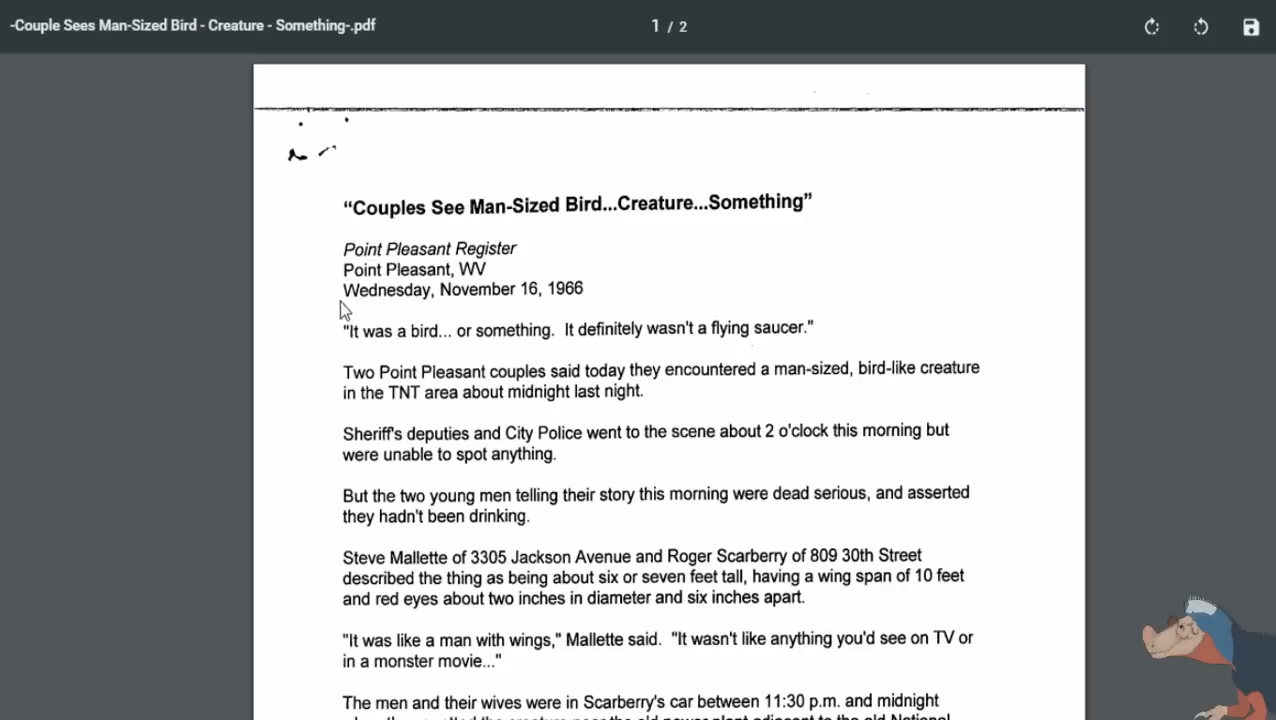 -Couple Sees Man-Sized Bird - Creature - Something-.pdf
1 / 2
“Couples See Man-Sized Bird...Creature...Something”
Point Pleasant Register
Point Pleasant, WV
Wednesday, November 16, 1966
"It was a bird... or something.  It definitely wasn't a flying saucer."
Two Point Pleasant couples said today they encountered a man-sized, bird-like creature
in the TNT area about midnight last night.
Sheriff's deputies and City Police went to the scene about 2 o'clock this morning but
were unable to spot anything.
But the two young men telling their story this morning were dead serious, and asserted
they hadn't been drinking.
Steve Mallette of 3305 Jackson Avenue and Roger Scarberry of 809 30th Street
described the thing as being about six or seven feet tall, having a wing span of 10 feet
and red eyes about two inches in diameter and six inches apart.
"It was like a man with wings," Mallette said.  "It wasn't like anything you'd see on TV or
in a monster movie..."
The men and their wives were in Scarberry's car between 11:30 p.m. and midnight